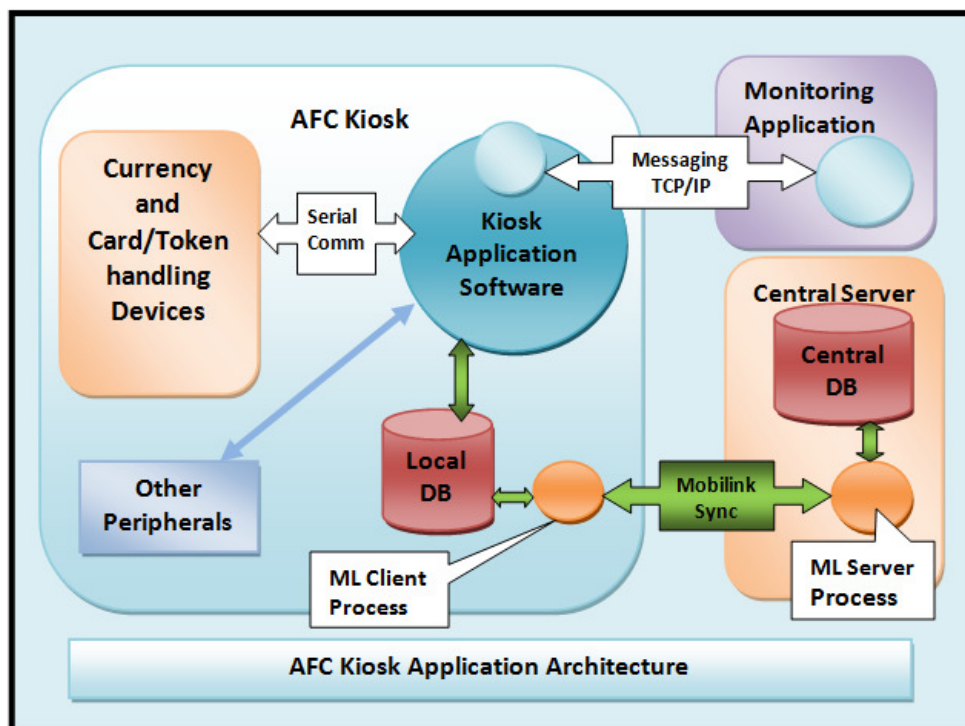 AFC Kiosk
Currency
and
Card/Token
handling
Devices
Serial
Comm
Kiosk
Application
Software
Messaging
TCP/IP
Monitoring
Application
Central Server
Central
DB
Local
DB
Other
Peripherals
Mobilink
Sync
ML Client
Process
ML Server
Process
AFC Kiosk Application Architecture